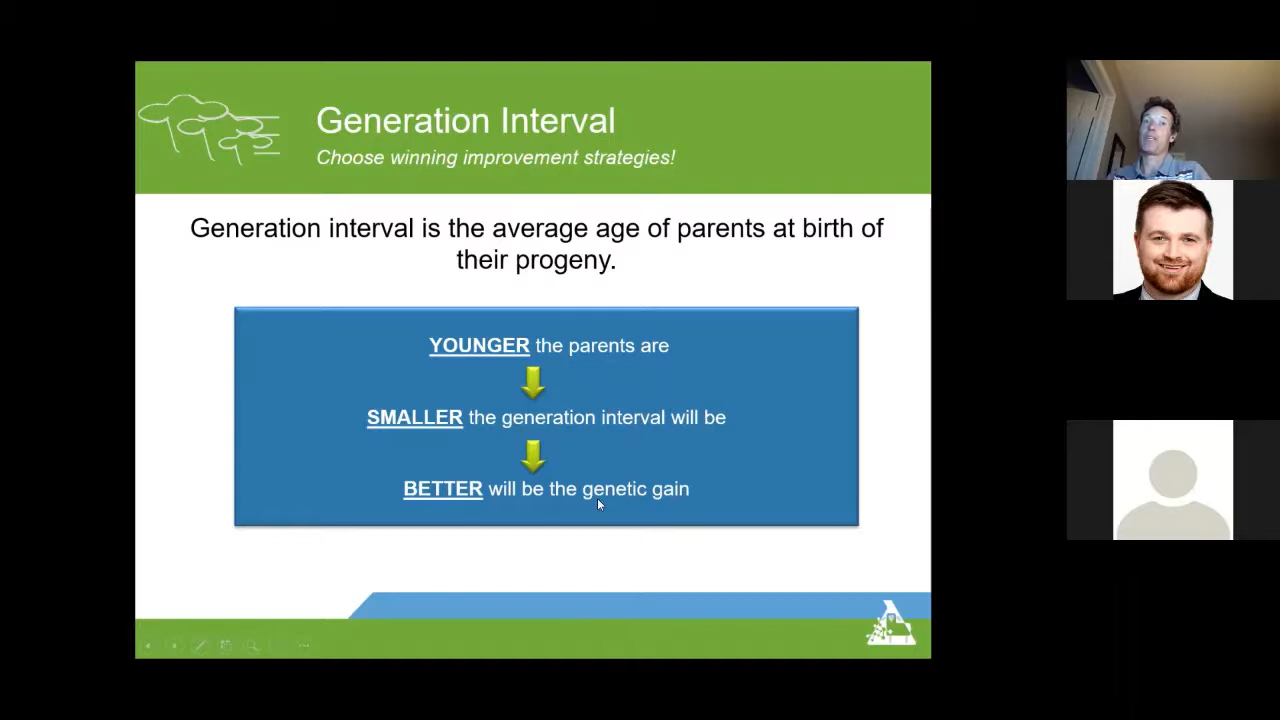 Generation Interval
Choose winning improvement strategies!
Generation interval is the average age of parents at birth of
their progeny.
YOUNGER the parents are
SMALLER the generation interval will be
BETTER will be the genetic gain